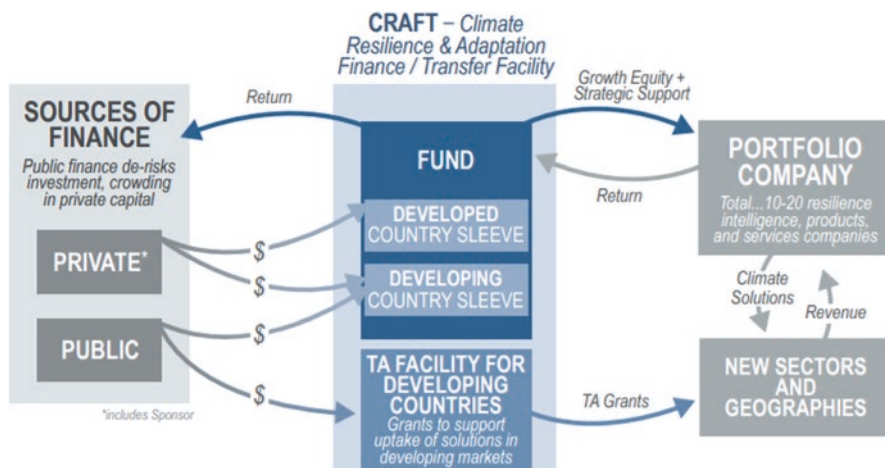 CRAFT – Climate
Resilience & Adaptation
Finance / Transfer Facility
SOURCES OF
FINANCE
Public finance de-risks
investment, crowding
in private capital
PRIVATE*
PUBLIC
*includes Sponsor
Return
$
$
$
$
FUND
DEVELOPED
COUNTRY SLEEVE
DEVELOPING
COUNTRY SLEEVE
TA FACILITY FOR
DEVELOPING
COUNTRIES
Grants to support
uptake of solutions in
developing markets
Growth Equity +
Strategic Support
Return
TA Grants
PORTFOLIO
COMPANY
Total...10-20 resilience
intelligence, products,
and services companies
Climate
Solutions
Revenue
NEW SECTORS
AND
GEOGRAPHIES